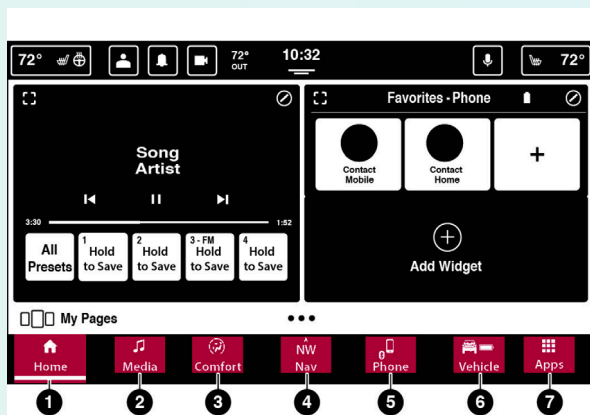 72°
72°
OUT
10:32
72°
Song
Artist
3:30
1:52
All
Presets
1
Hold
to Save
2
Hold
to Save
3 - FM
Hold
to Save
4
Hold
to Save
Favorites - Phone
Contact
Mobile
Contact
Home
+
Add Widget
My Pages
Home
Media
Comfort
NW
Nav
Phone
Vehicle
Apps
1
2
3
4
5
6
7